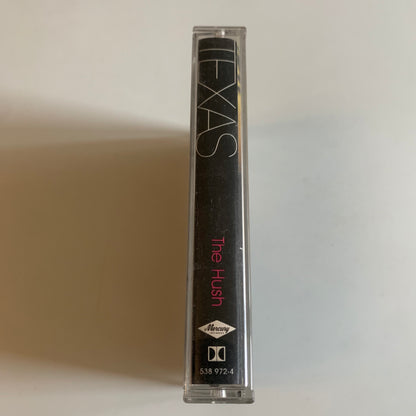 TEXAS
The Hush
Mercury
538 972-4